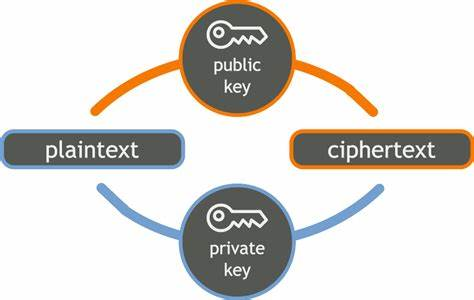 public
key
plaintext
ciphertext
private
key